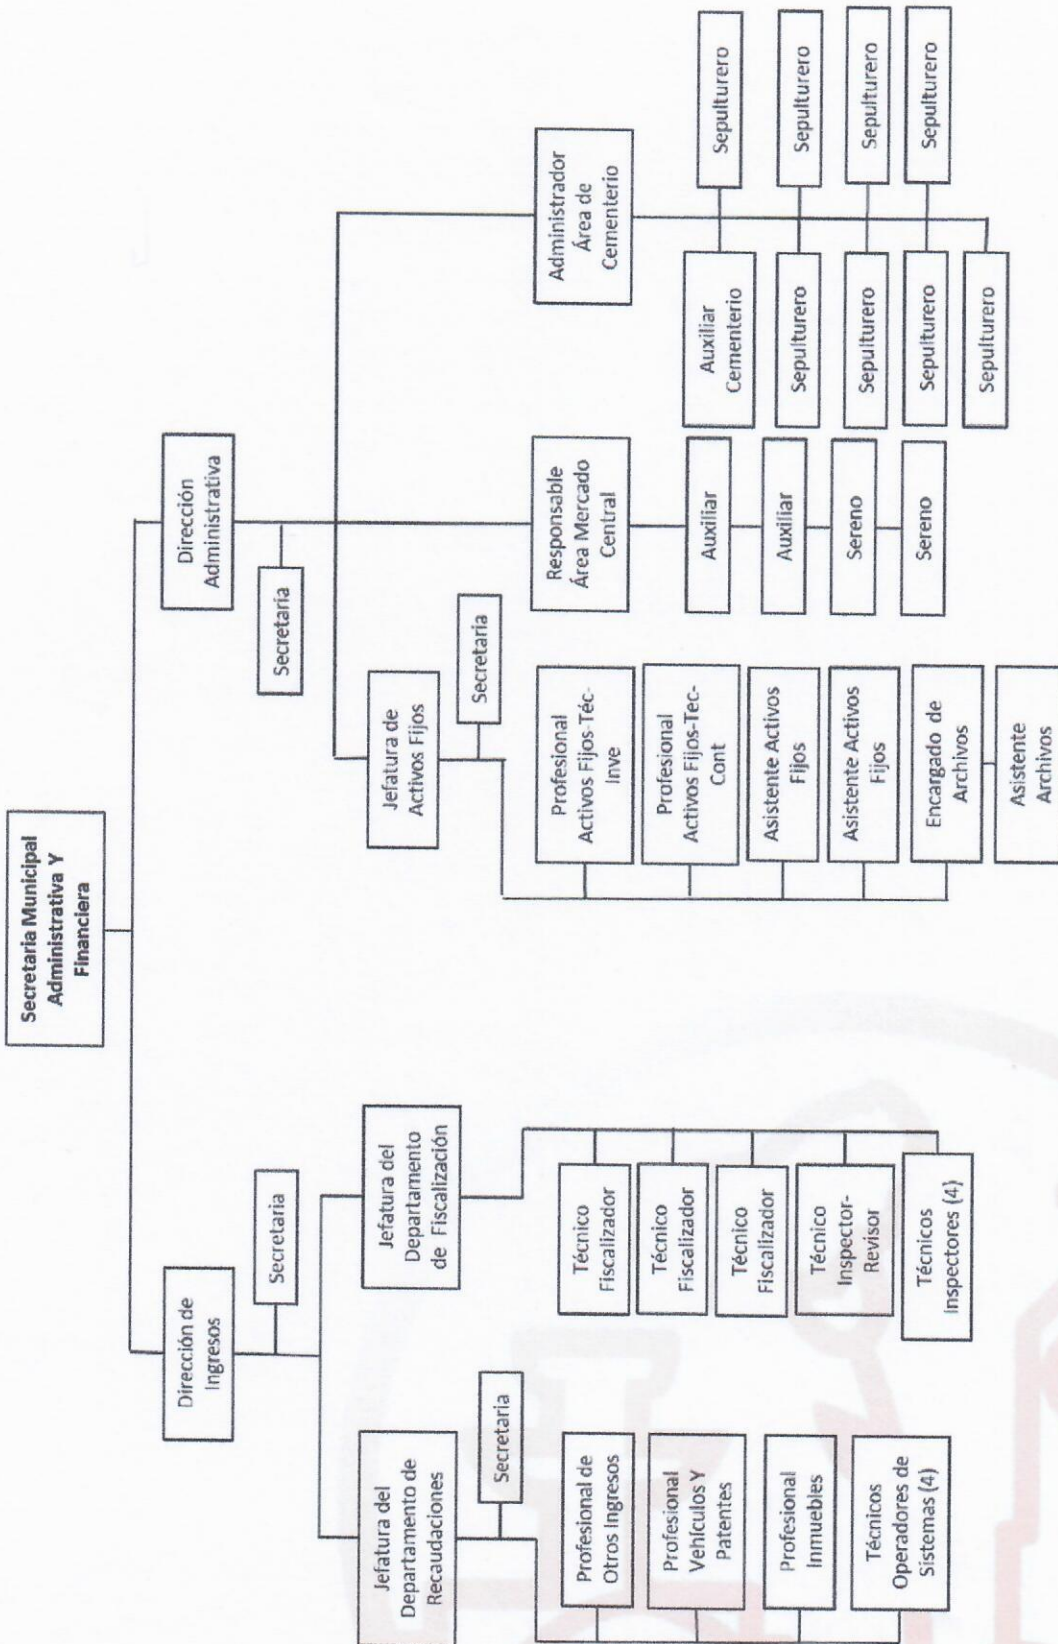 Secretaria Municipal
Administrativa Y
Financiera
Dirección de
Ingresos
Secretaria
Jefatura del
Departamento de
Recaudaciones
Secretaria
Profesional de
Otros Ingresos
Profesional
Vehículos Y
Patentes
Profesional
Inmuebles
Técnicos
Operadores de
Sistemas (4)
Jefatura del
Departamento
de Fiscalización
Técnico
Fiscalizador
Técnico
Fiscalizador
Técnico
Fiscalizador
Técnico
Inspector-
Revisor
Técnicos
Inspectores (4)
Dirección
Administrativa
Secretaria
Jefatura de
Activos Fijos
Secretaria
Profesional
Activos Fijos-Téc-
Inve
Profesional
Activos Fijos-Tec-
Cont
Asistente Activos
Fijos
Asistente Activos
Fijos
Encargado de
Archivos
Asistente
Archivos
Responsable
Área Mercado
Central
Auxiliar
Auxiliar
Sereno
Sereno
Administrador
Área de
Cementerio
Auxiliar
Cementerio
Sepulturero
Sepulturero
Sepulturero
Sepulturero
Sepulturero
Sepulturero
Sepulturero
Sepulturero